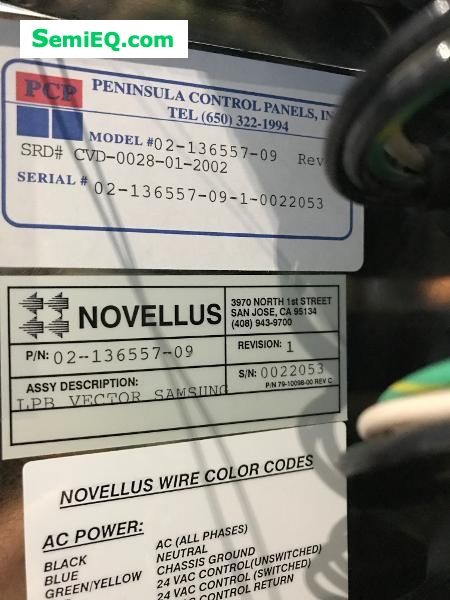 SemiEQ.com
PCP PENINSULA CONTROL PANELS, IN
TEL (650) 322-1994
MODEL #02-136557-09 Rev
SRD# CVD-0028-01-2002
SERIAL # 02-136557-09-1-0022053
NOVELLUS
3970 NORTH 1st STREET
SAN JOSE, CA 95134
(408) 943-9700
P/N: 02-136557-09
REVISION: 1
ASSY DESCRIPTION:
LPB VECTOR SAMSUNG
S/N: 0022053
P/N 79-10098-00 REV C
NOVELLUS WIRE COLOR CODES
AC POWER:
BLACK AC (ALL PHASES)
BLUE NEUTRAL
GREEN/YELLOW CHASSIS GROUND
24 VAC CONTROL(UNSWITCHED)
24 VAC CONTROL (SWITCHED)
AC CONTROL RETURN